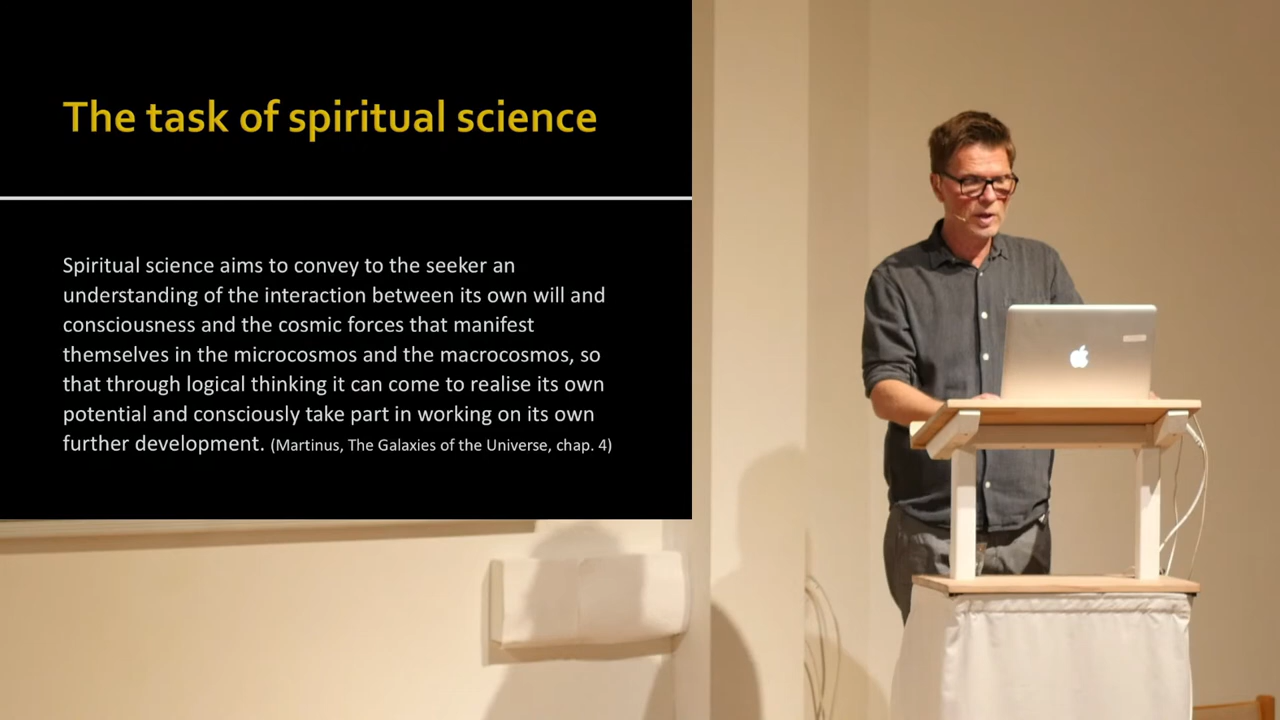 The task of spiritual science
Spiritual science aims to convey to the seeker an
understanding of the interaction between its own will and
consciousness and the cosmic forces that manifest
themselves in the microcosmos and the macrocosmos, so
that through logical thinking it can come to realise its own
potential and consciously take part in working on its own
further development. (Martinus, The Galaxies of the Universe, chap. 4)